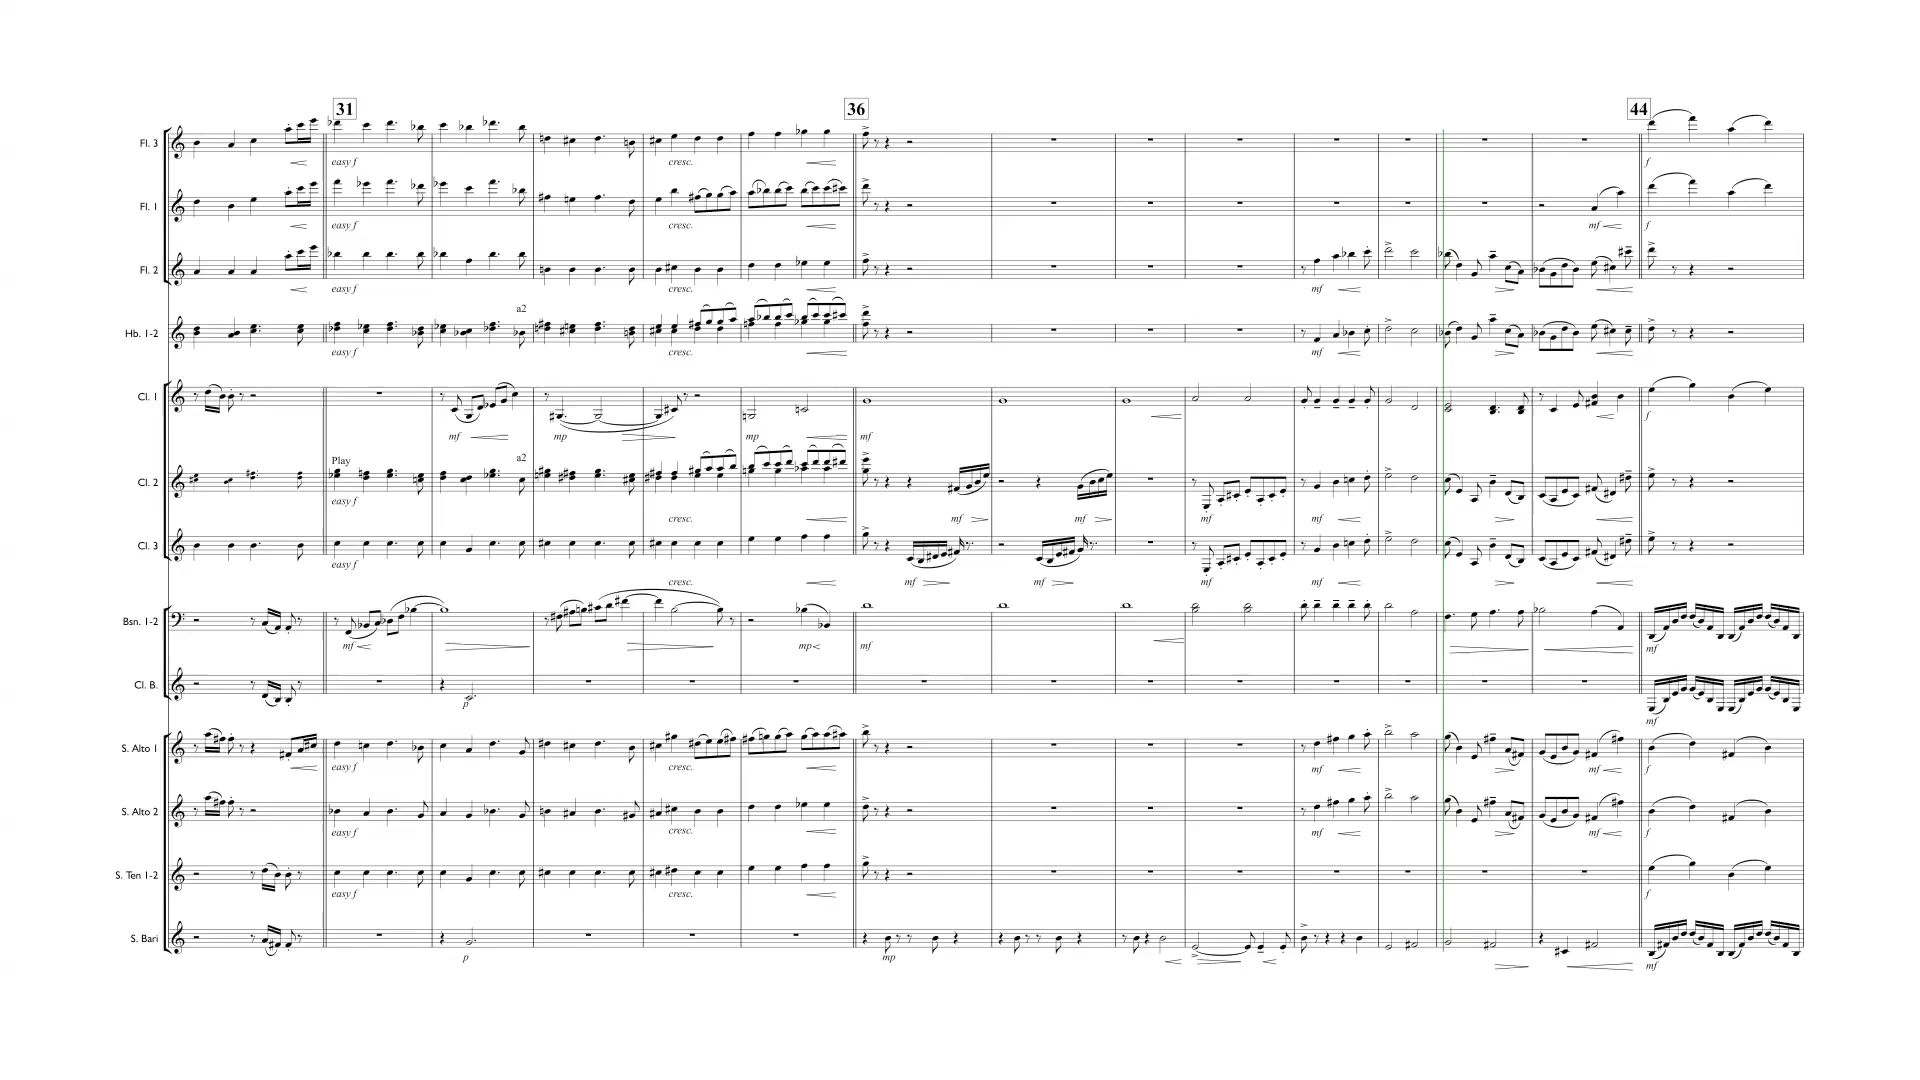 31 36 44
Fl. 3
easy f cresc. f
Fl. 1
easy f cresc. mf f
Fl. 2
easy f cresc. mf
a2
Hb. 1-2
easy f cresc. mf
Cl. 1
mf mp mp mf f
Play a2
Cl. 2
easy f cresc. mf mf mf mf
Cl. 3
easy f cresc. mf mf mf mf
Bsn. 1-2
mf mp mf mf
Cl. B.
p mf
S. Alto 1
easy f cresc. mf mf f
S. Alto 2
easy f cresc. mf mf f
S. Ten 1-2
easy f cresc. f
S. Bari
p mp mf